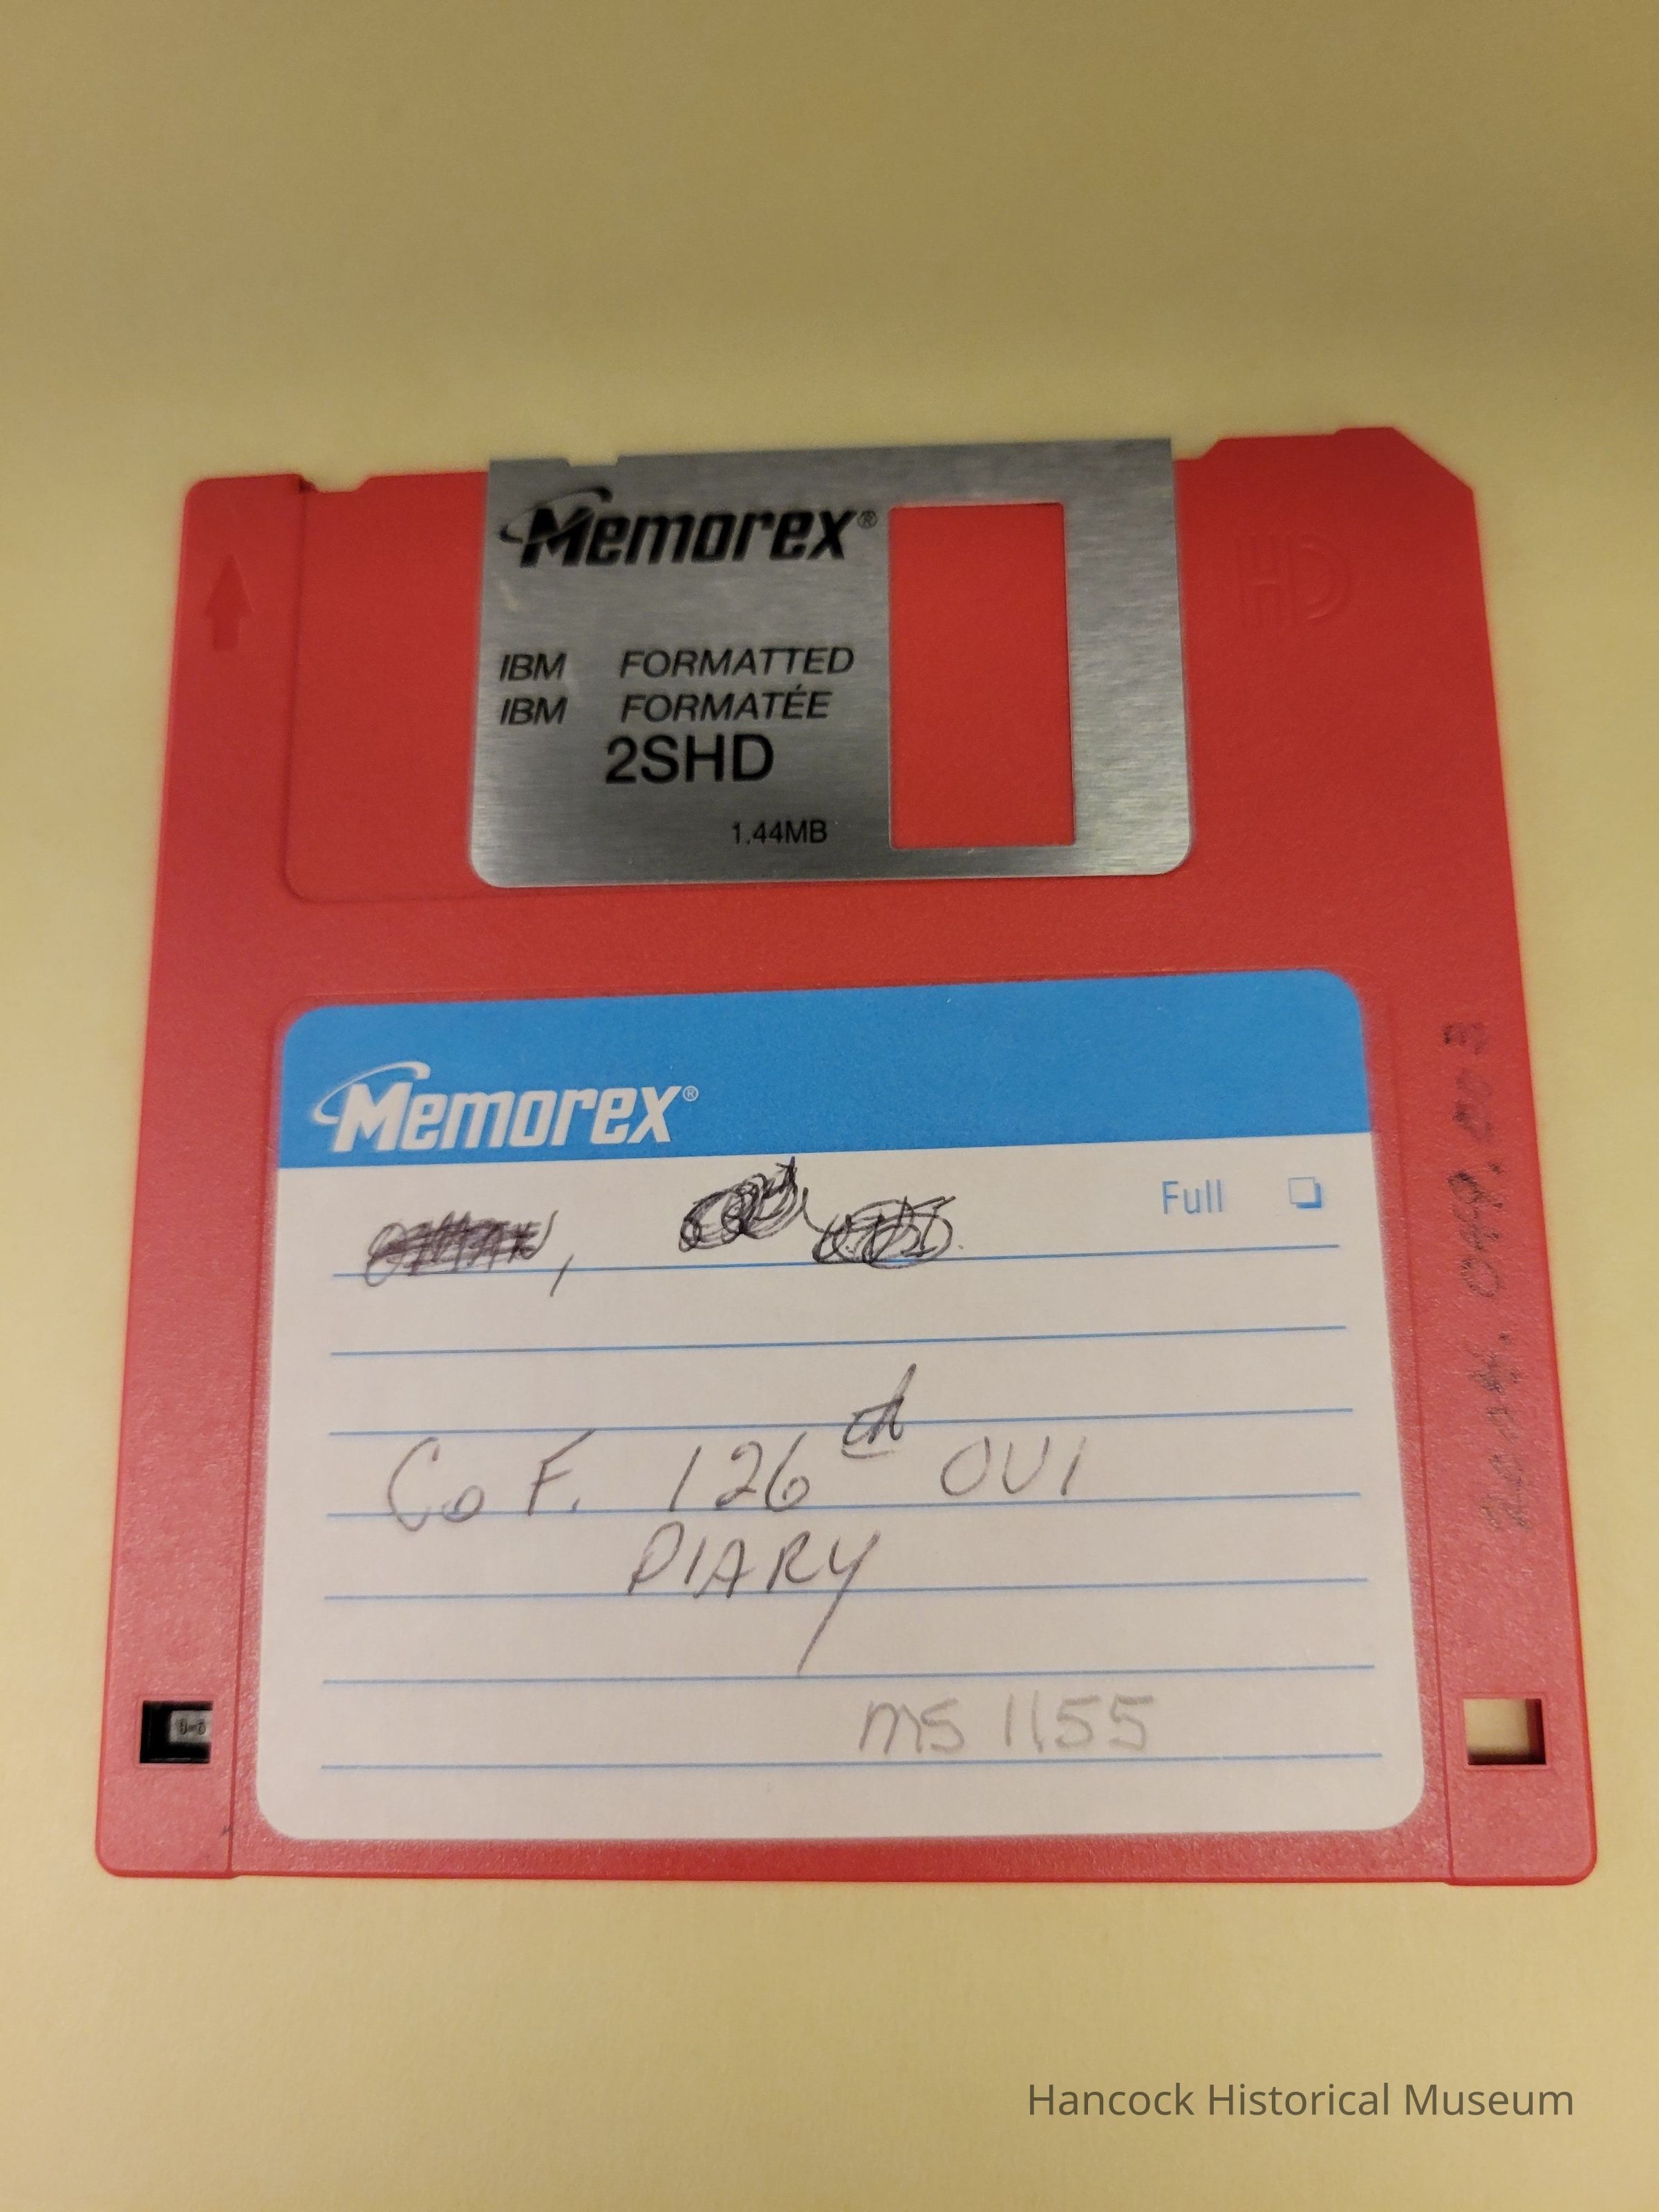 Memorex®
IBM FORMATTED
IBM FORMATÉE
2SHD
1.44MB
HD
Memorex®
Full
Co F. 126th OVI
DIARY
MS 1155
Hancock Historical Museum